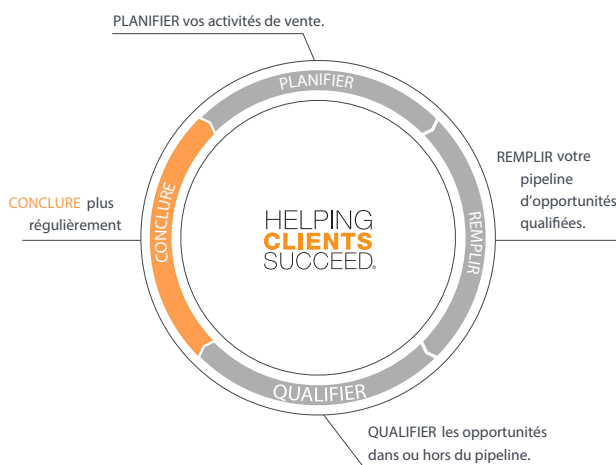 PLANIFIER vos activités de vente.
PLANIFIER
REMPLIR votre
pipeline
d’opportunités
qualifiées.
REMPLIR
CONCLURE plus
régulièrement
CONCLURE
HELPING
CLIENTS
SUCCEED®
QUALIFIER
QUALIFIER les opportunités
dans ou hors du pipeline.